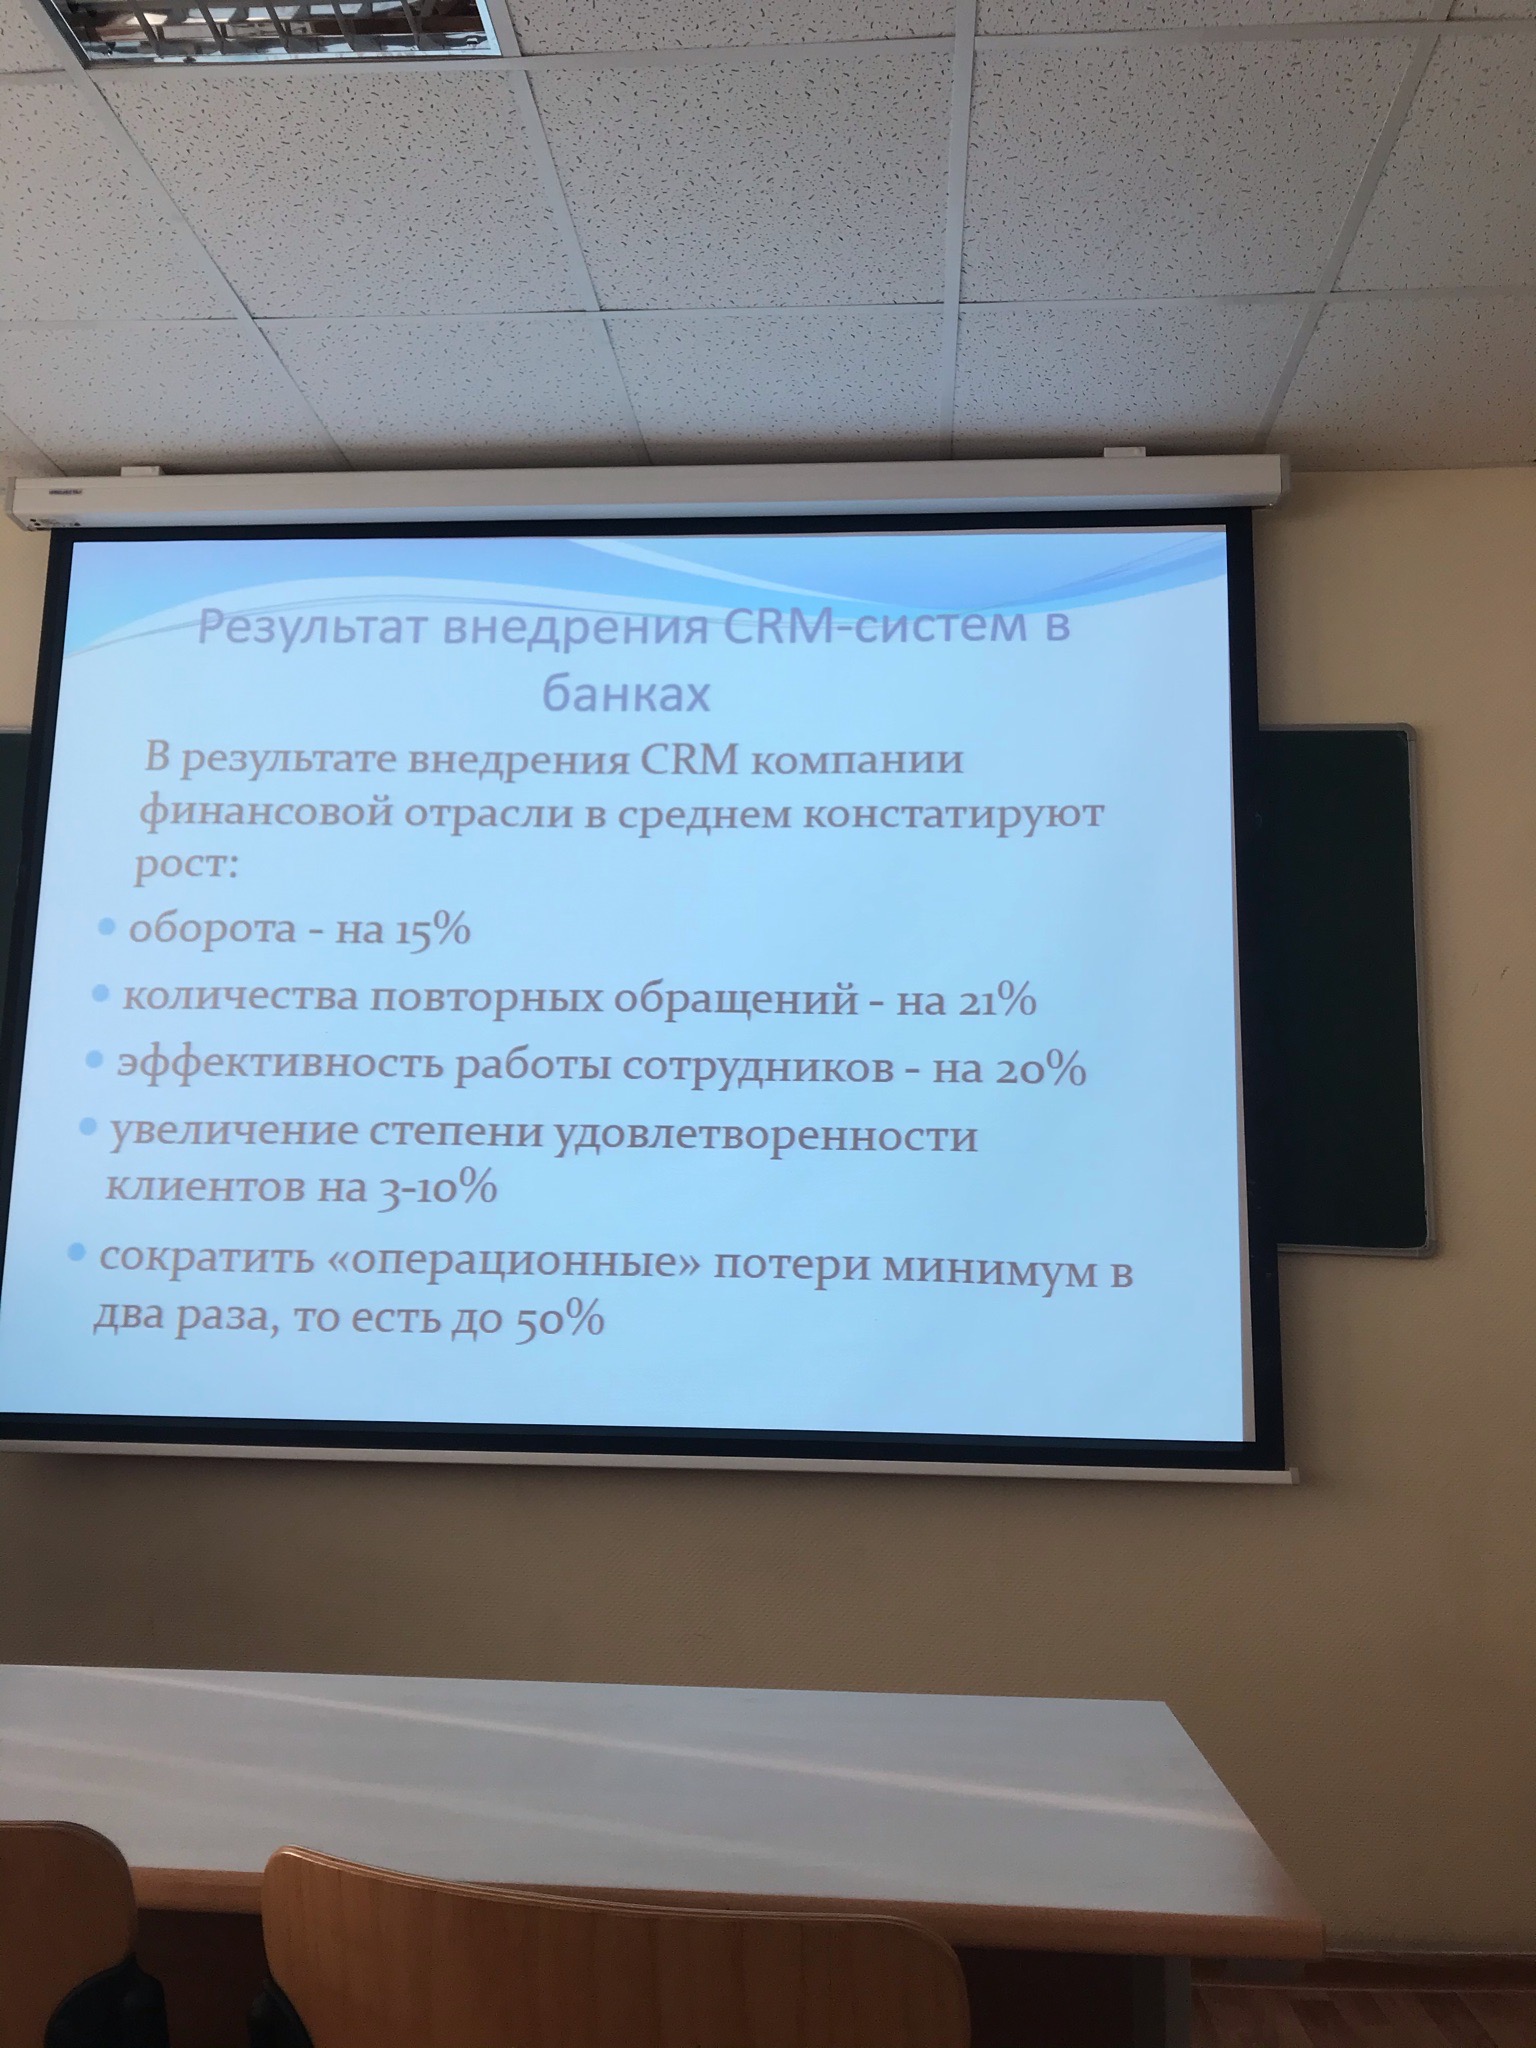 Результат внедрения CRM-систем в
банках
В результате внедрения CRM компании
финансовой отрасли в среднем констатируют
рост:
оборота - на 15%
количества повторных обращений - на 21%
эффективность работы сотрудников - на 20%
увеличение степени удовлетворенности
клиентов на 3-10%
сократить «операционные» потери минимум в
два раза, то есть до 50%